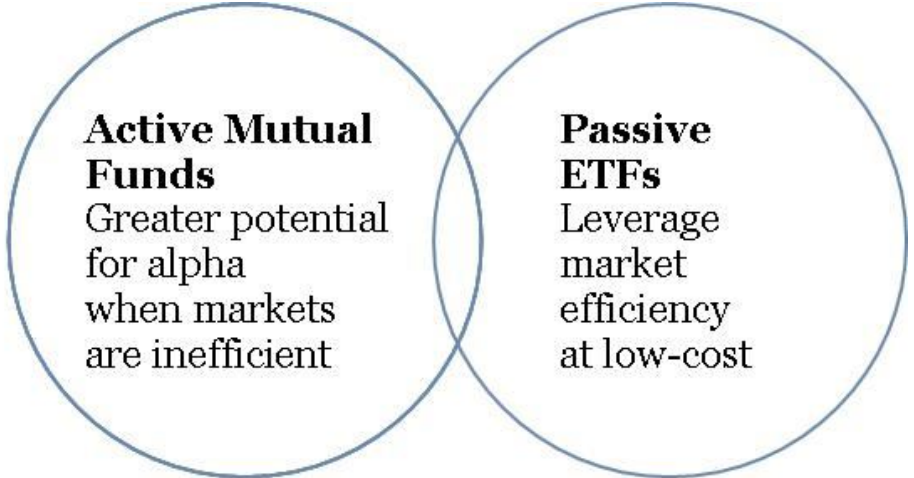 Active Mutual
Funds
Greater potential
for alpha
when markets
are inefficient
Passive
ETFs
Leverage
market
efficiency
at low-cost